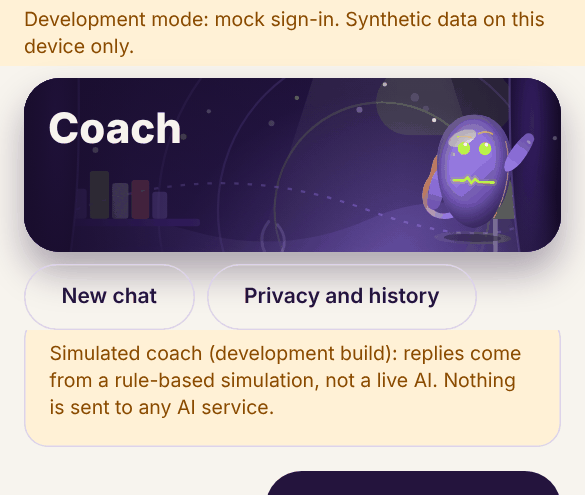 Development mode: mock sign-in. Synthetic data on this
device only.
Coach
New chat
Privacy and history
Simulated coach (development build): replies come
from a rule-based simulation, not a live AI. Nothing
is sent to any AI service.